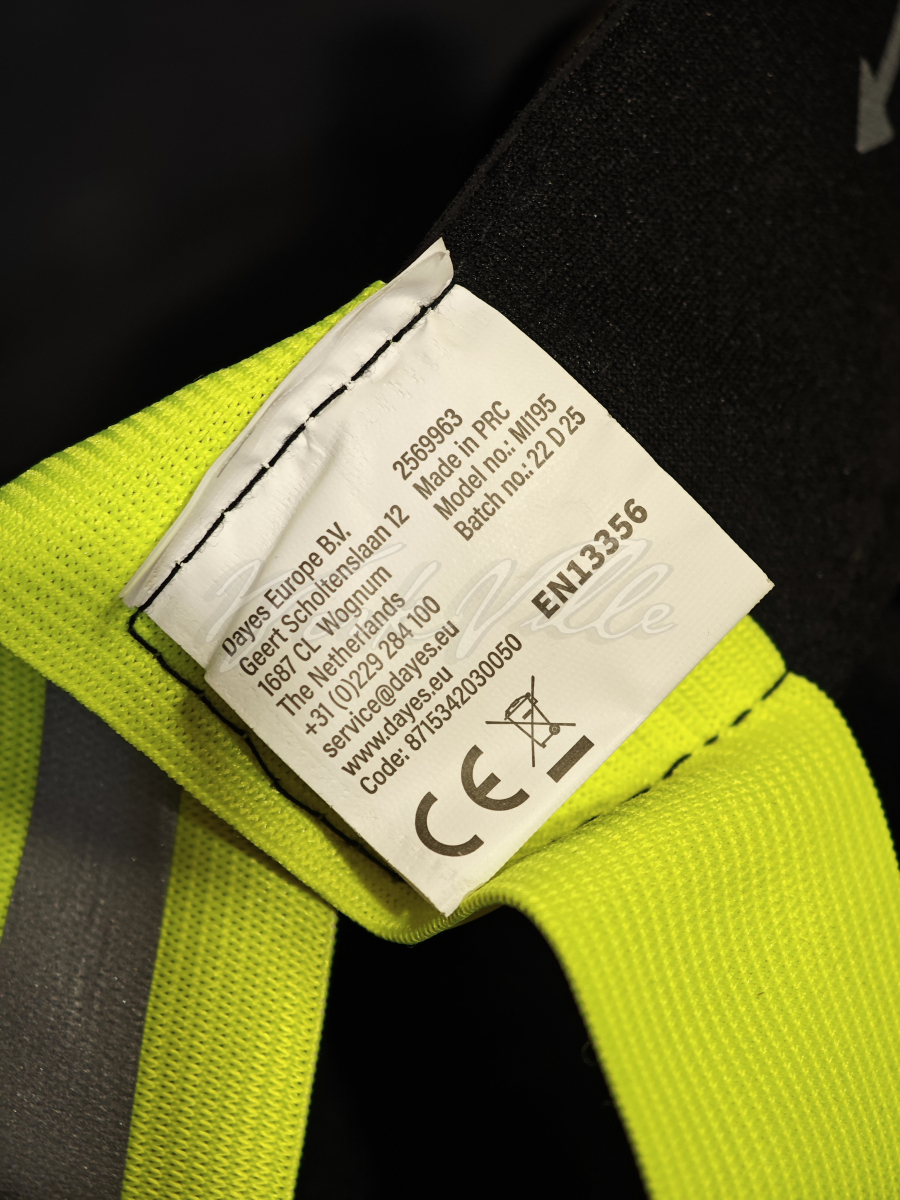 2569963
Made in PRC
Model no.: MI195
Batch no.: 22 D 25
Dayes Europe B.V.
Geert Scholtenslaan 12
1687 CL Wognum
The Netherlands
+31 (0)229 284 100
service@dayes.eu
www.dayes.eu
Code: 8715342030050
EN13356
CE